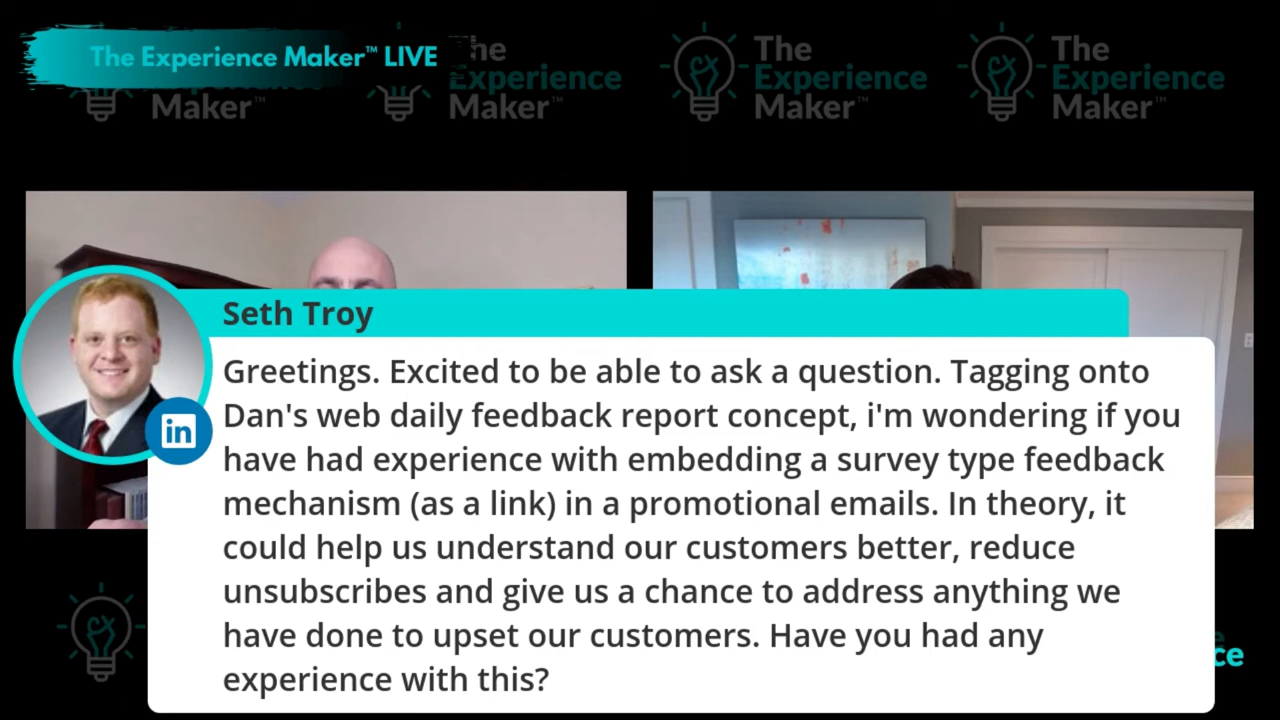 The Experience Maker™ LIVE
The
Experience
Maker™
The
Experience
Maker™
The
Experience
Maker™
Maker™
Seth Troy
in
Greetings. Excited to be able to ask a question. Tagging onto
Dan's web daily feedback report concept, i'm wondering if you
have had experience with embedding a survey type feedback
mechanism (as a link) in a promotional emails. In theory, it
could help us understand our customers better, reduce
unsubscribes and give us a chance to address anything we
have done to upset our customers. Have you had any
experience with this?
ce